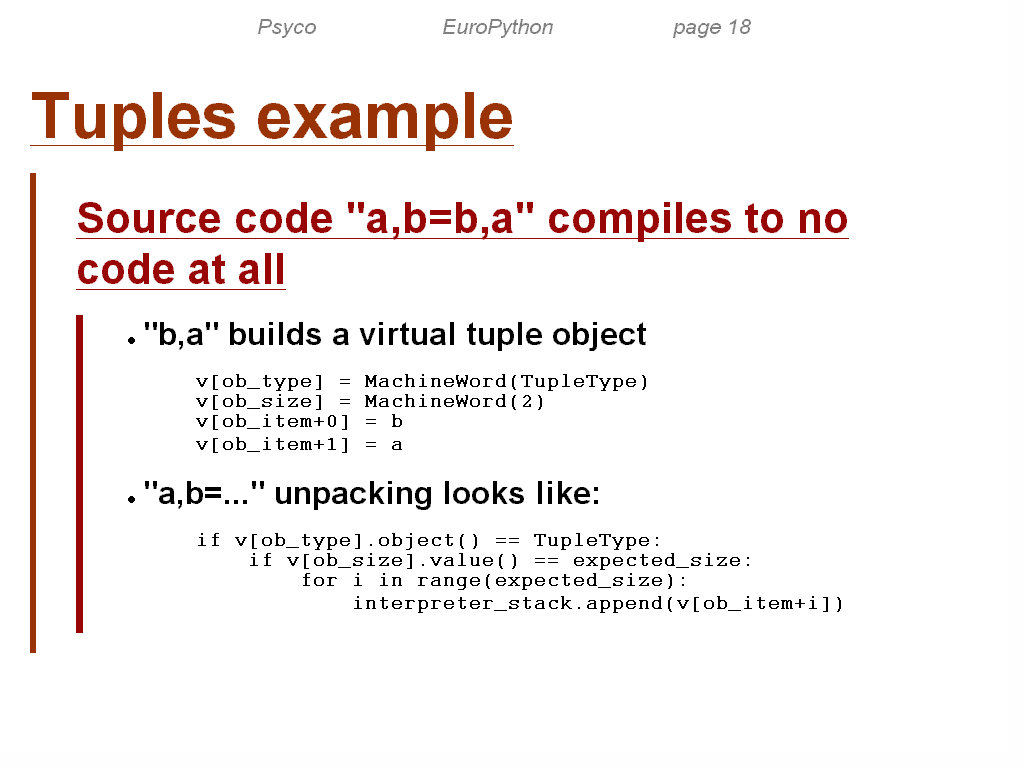 Psyco EuroPython page 18
Tuples example
Source code "a,b=b,a" compiles to no
code at all
• "b,a" builds a virtual tuple object
v[ob_type] = MachineWord(TupleType)
v[ob_size] = MachineWord(2)
v[ob_item+0] = b
v[ob_item+1] = a
• "a,b=..." unpacking looks like:
if v[ob_type].object() == TupleType:
    if v[ob_size].value() == expected_size:
        for i in range(expected_size):
            interpreter_stack.append(v[ob_item+i])